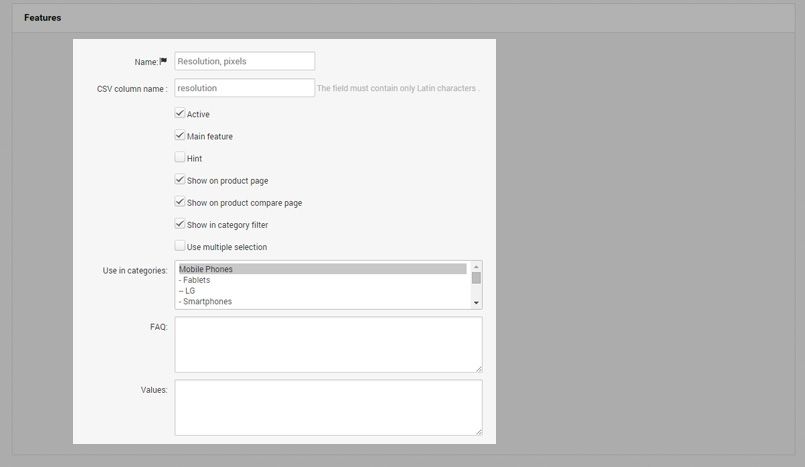 Features
Name:
Resolution, pixels
CSV column name :
resolution
The field must contain only Latin characters .
Active
Main feature
Hint
Show on product page
Show on product compare page
Show in category filter
Use multiple selection
Use in categories:
Mobile Phones
- Fablets
-- LG
- Smartphones
FAQ:
Values: